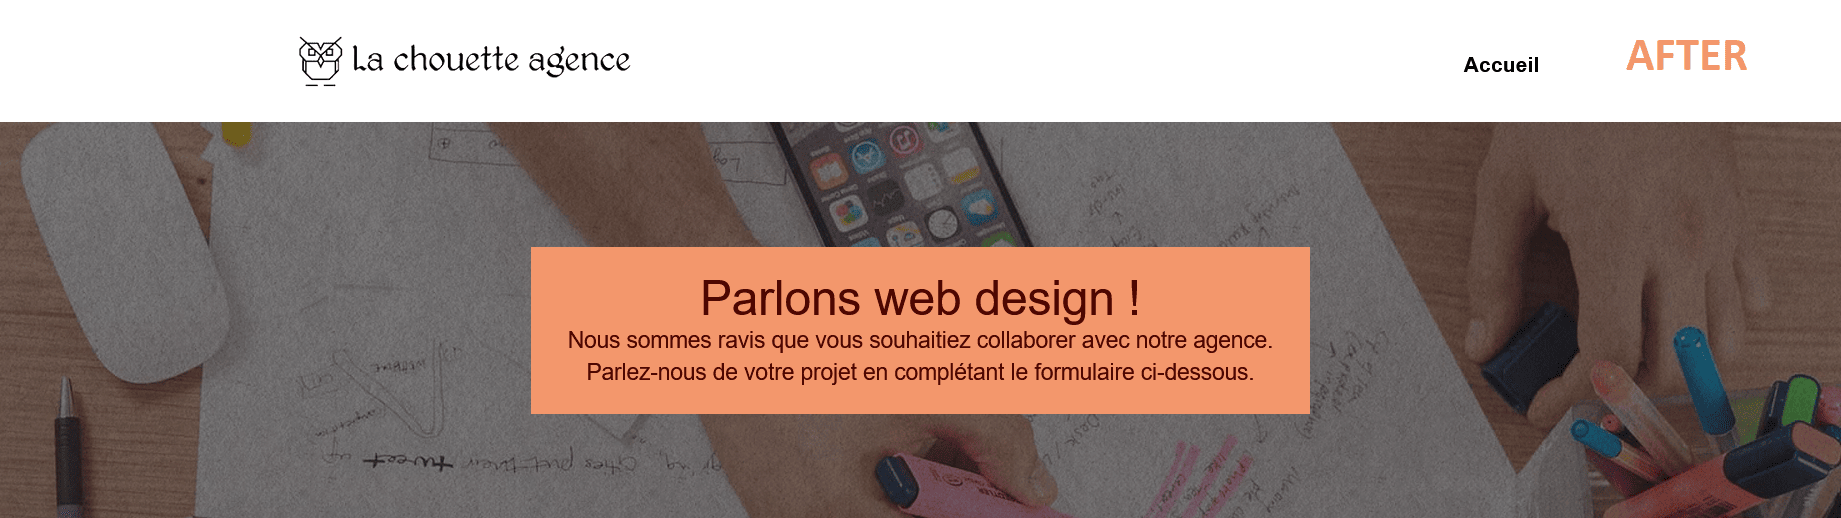 La chouette agence
Accueil
AFTER
Parlons web design !
Nous sommes ravis que vous souhaitiez collaborer avec notre agence.
Parlez-nous de votre projet en complétant le formulaire ci-dessous.
tweet